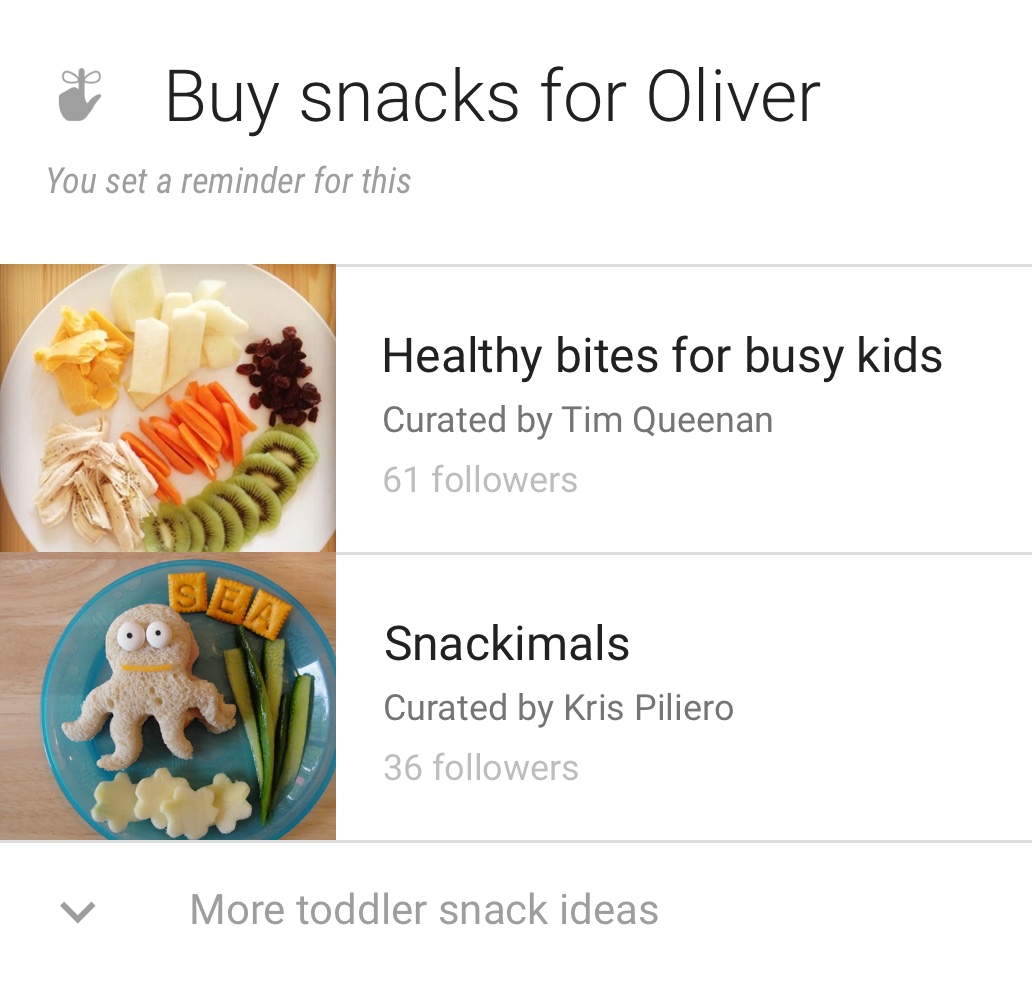 Buy snacks for Oliver
You set a reminder for this
Healthy bites for busy kids
Curated by Tim Queenan
61 followers
SEA
Snackimals
Curated by Kris Piliero
36 followers
More toddler snack ideas